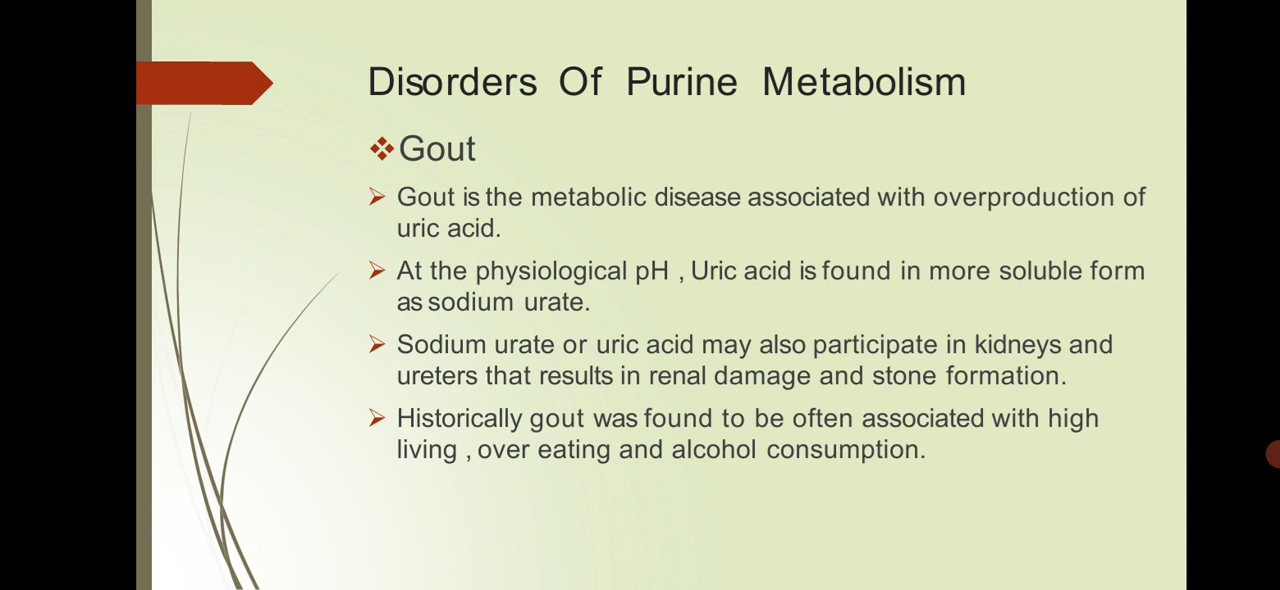 Disorders Of Purine Metabolism
Gout
Gout is the metabolic disease associated with overproduction of
uric acid.
At the physiological pH , Uric acid is found in more soluble form
as sodium urate.
Sodium urate or uric acid may also participate in kidneys and
ureters that results in renal damage and stone formation.
Historically gout was found to be often associated with high
living , over eating and alcohol consumption.